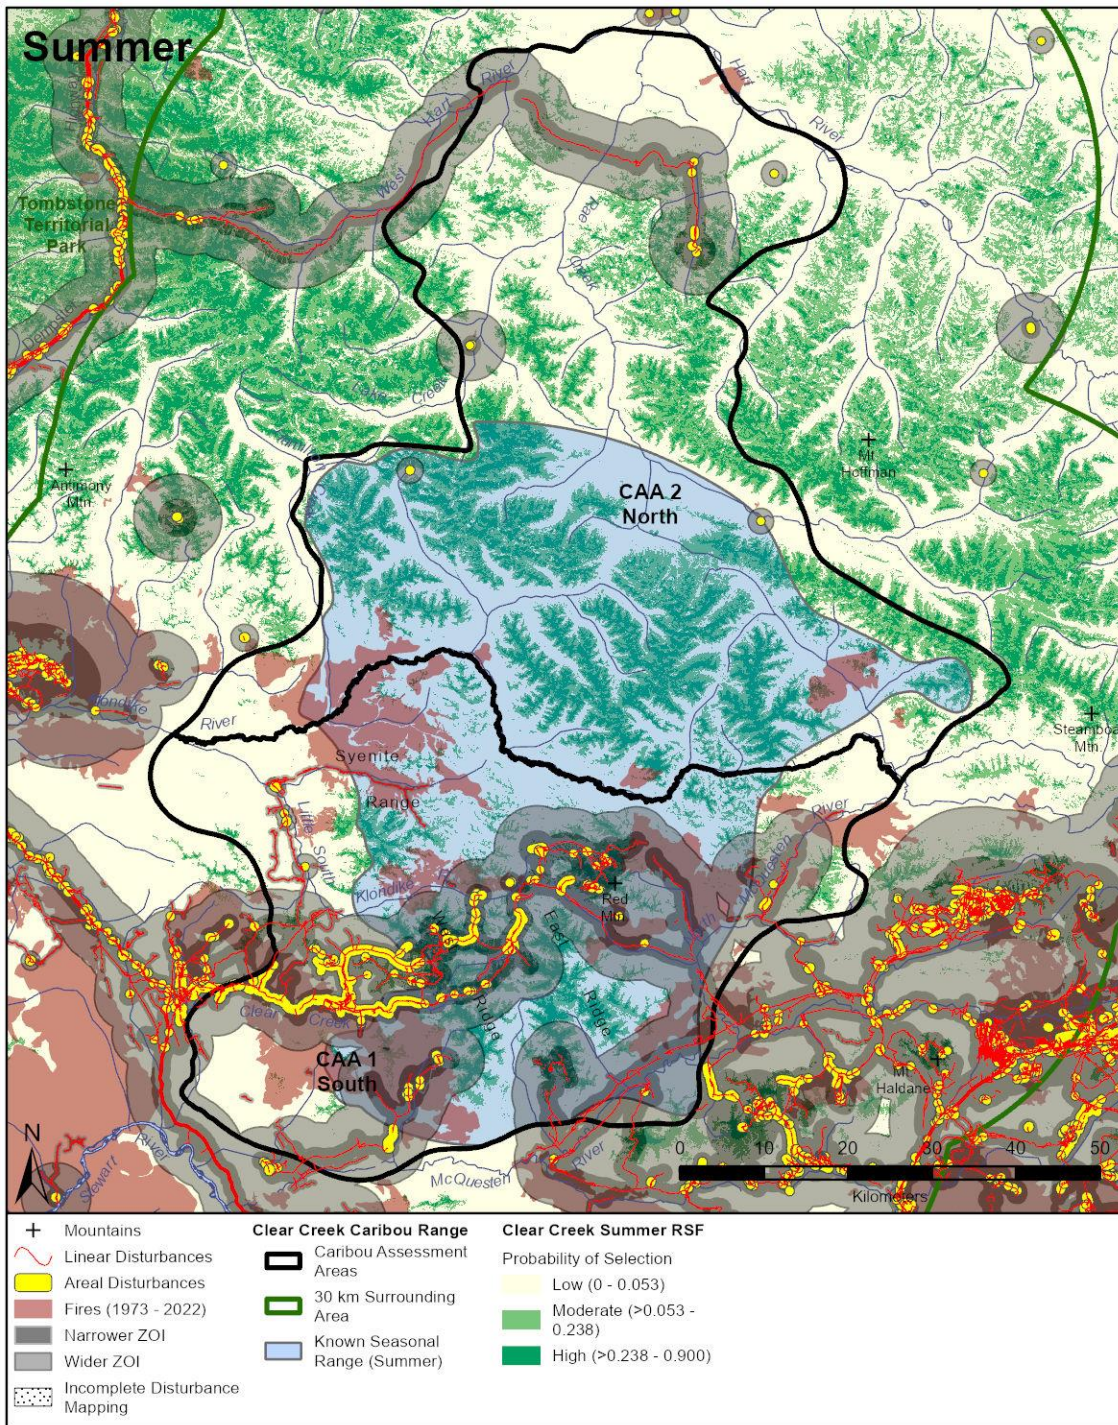 Summer
Hart
River
River
Hart
West
Tombstone
Territorial
Park
Rae
Creek
Dempster
Lake
Creek
Antimony
Mtn
Mt
Hoffman
CAA 2
North
Klondike
River
Steamboat
Mtn.
Syenite
Range
Little
South
River
McQuesten
Klondike
Red
Mtn
West
Ridge
East
Ridge
Clear
Creek
CAA 1
South
Mt
Haldane
N
Stewart
River
McQuesten
River
0 10 20 30 40 50
Kilometers
Mountains
Linear Disturbances
Areal Disturbances
Fires (1973 - 2022)
Narrower ZOI
Wider ZOI
Incomplete Disturbance
Mapping
Clear Creek Caribou Range
Caribou Assessment
Areas
30 km Surrounding
Area
Known Seasonal
Range (Summer)
Clear Creek Summer RSF
Probability of Selection
Low (0 - 0.053)
Moderate (>0.053 -
0.238)
High (>0.238 - 0.900)